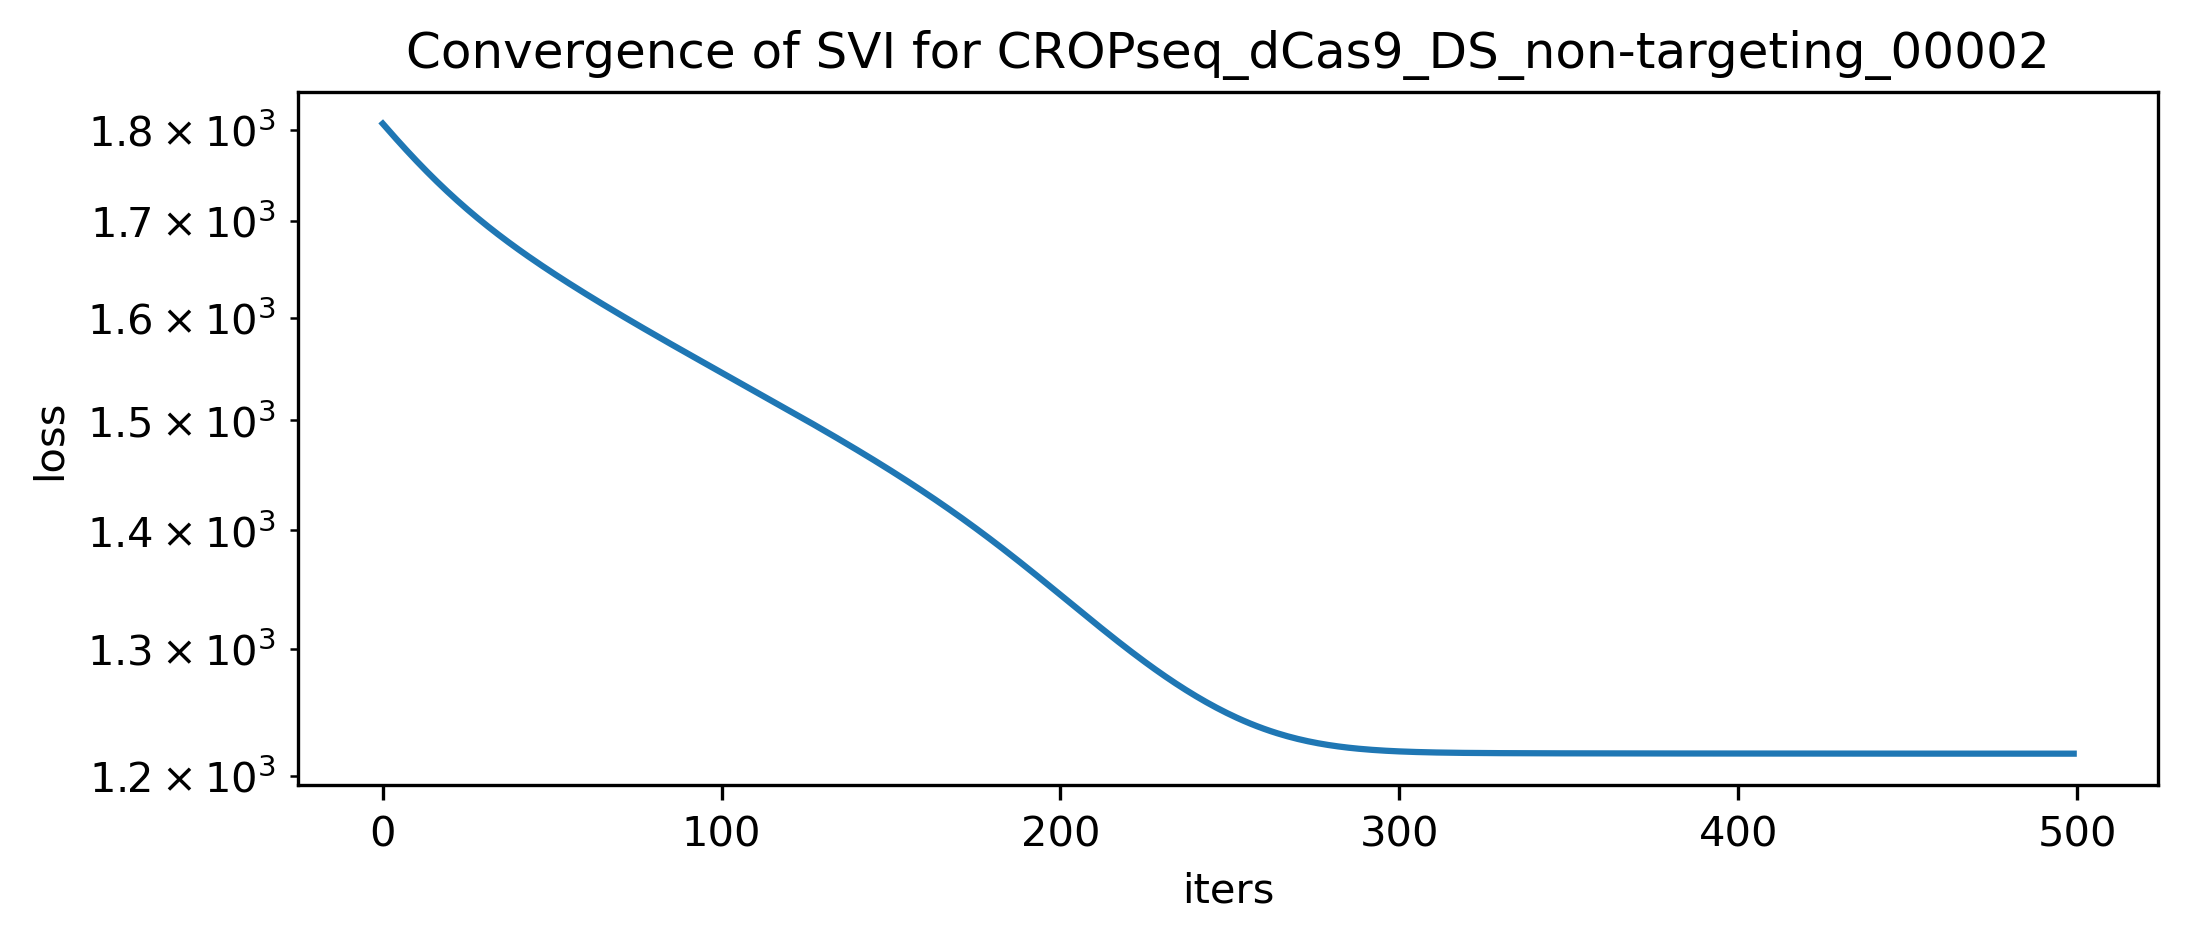 Convergence of SVI for CROPseq_dCas9_DS_non-targeting_00002
1.8 × 10³
1.7 × 10³
1.6 × 10³
1.5 × 10³
1.4 × 10³
1.3 × 10³
1.2 × 10³
loss
0 100 200 300 400 500
iters